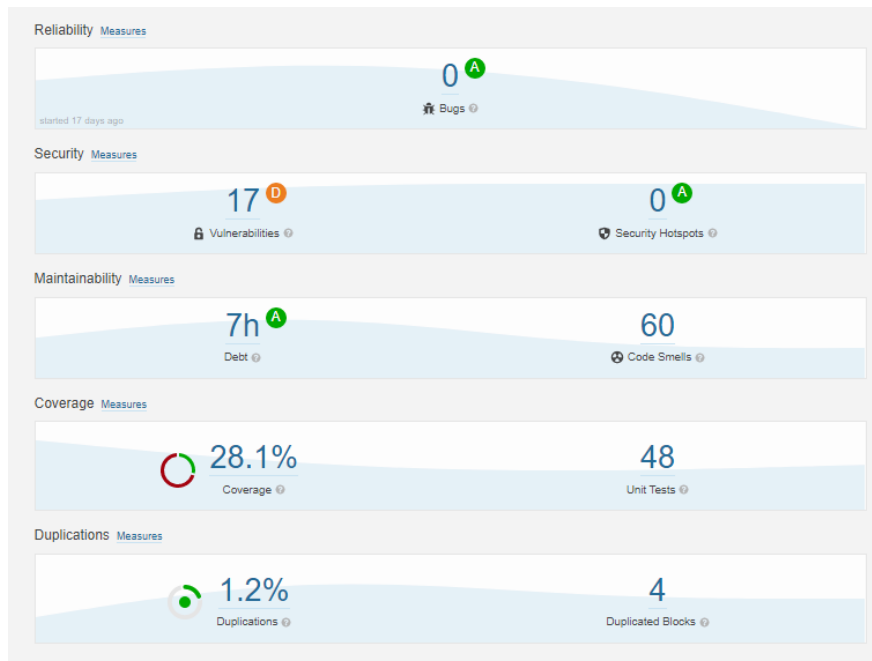 Reliability Measures
0 A
Bugs ?
started 17 days ago
Security Measures
17 D 0 A
Vulnerabilities ? Security Hotspots ?
Maintainability Measures
7h A 60
Debt ? Code Smells ?
Coverage Measures
28.1% 48
Coverage ? Unit Tests ?
Duplications Measures
1.2% 4
Duplications ? Duplicated Blocks ?